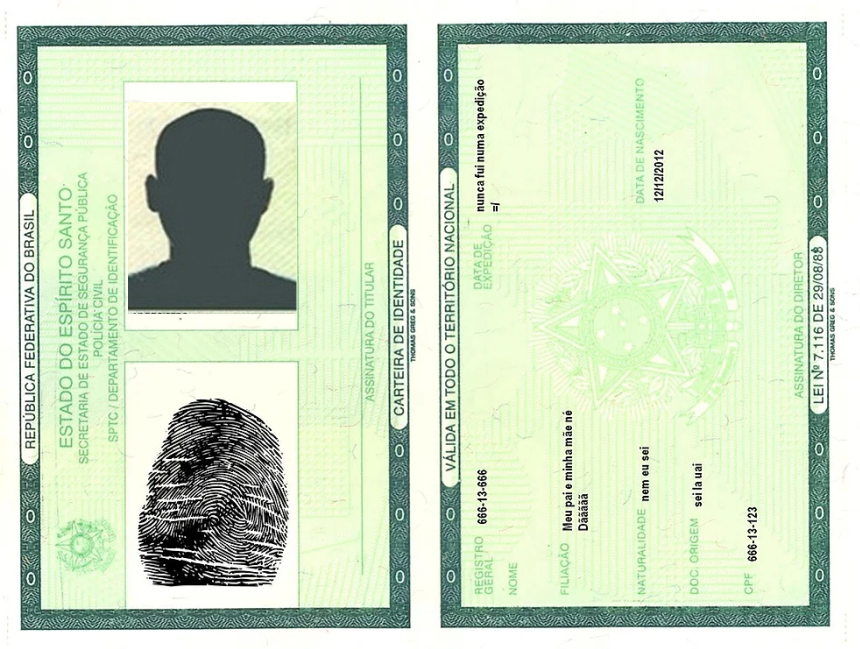 REPÚBLICA FEDERATIVA DO BRASIL
ESTADO DO ESPÍRITO SANTO
SECRETARIA DE ESTADO DE SEGURANÇA PÚBLICA
POLÍCIA CIVIL
SPTC / DEPARTAMENTO DE IDENTIFICAÇÃO
ASSINATURA DO TITULAR
CARTEIRA DE IDENTIDADE
THOMAS GREG & SONS
VÁLIDA EM TODO O TERRITÓRIO NACIONAL
REGISTRO GERAL 666-13-666
DATA DE EXPEDIÇÃO nunca fui numa expedição
=/
NOME
FILIAÇÃO Meu pai e minha mãe né
Dããããã
NATURALIDADE nem eu sei
DATA DE NASCIMENTO
12/12/2012
DOC. ORIGEM sei la uai
CPF 666-13-123
ASSINATURA DO DIRETOR
LEI Nº 7.116 DE 29/08/83
THOMAS GREG & SONS